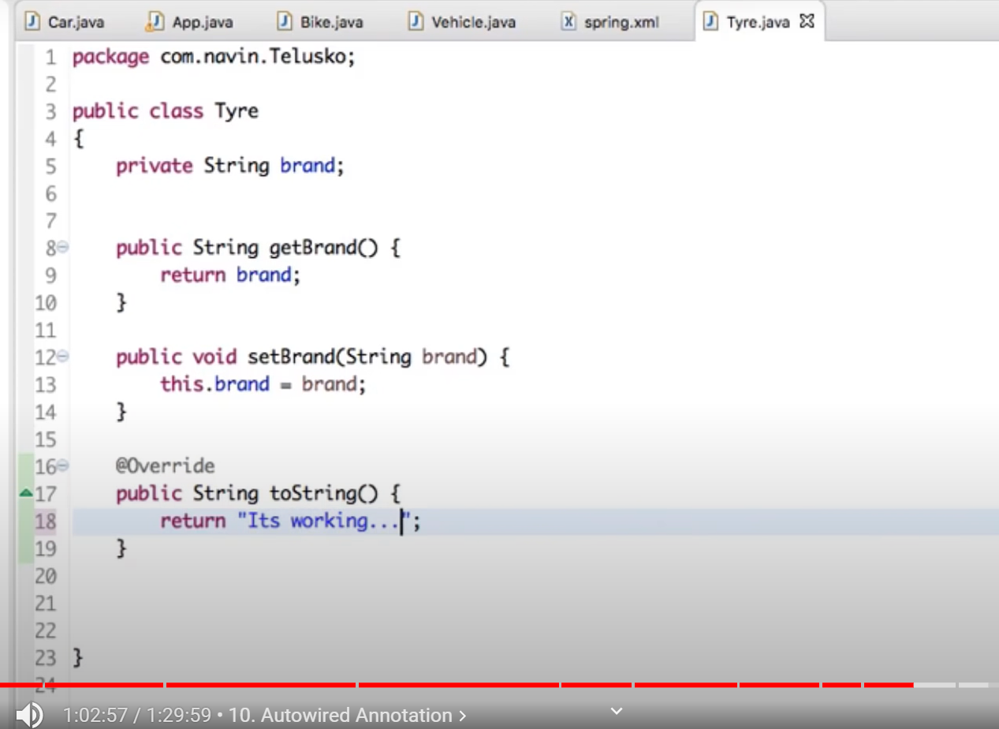 Car.java App.java Bike.java Vehicle.java spring.xml Tyre.java
1 package com.navin.Telusko;
2
3 public class Tyre
4 {
5 private String brand;
6
7
8 public String getBrand() {
9 return brand;
10 }
11
12 public void setBrand(String brand) {
13 this.brand = brand;
14 }
15
16 @Override
17 public String toString() {
18 return "Its working...";
19 }
20
21
22
23 }
24
1:02:57 / 1:29:59 • 10. Autowired Annotation >